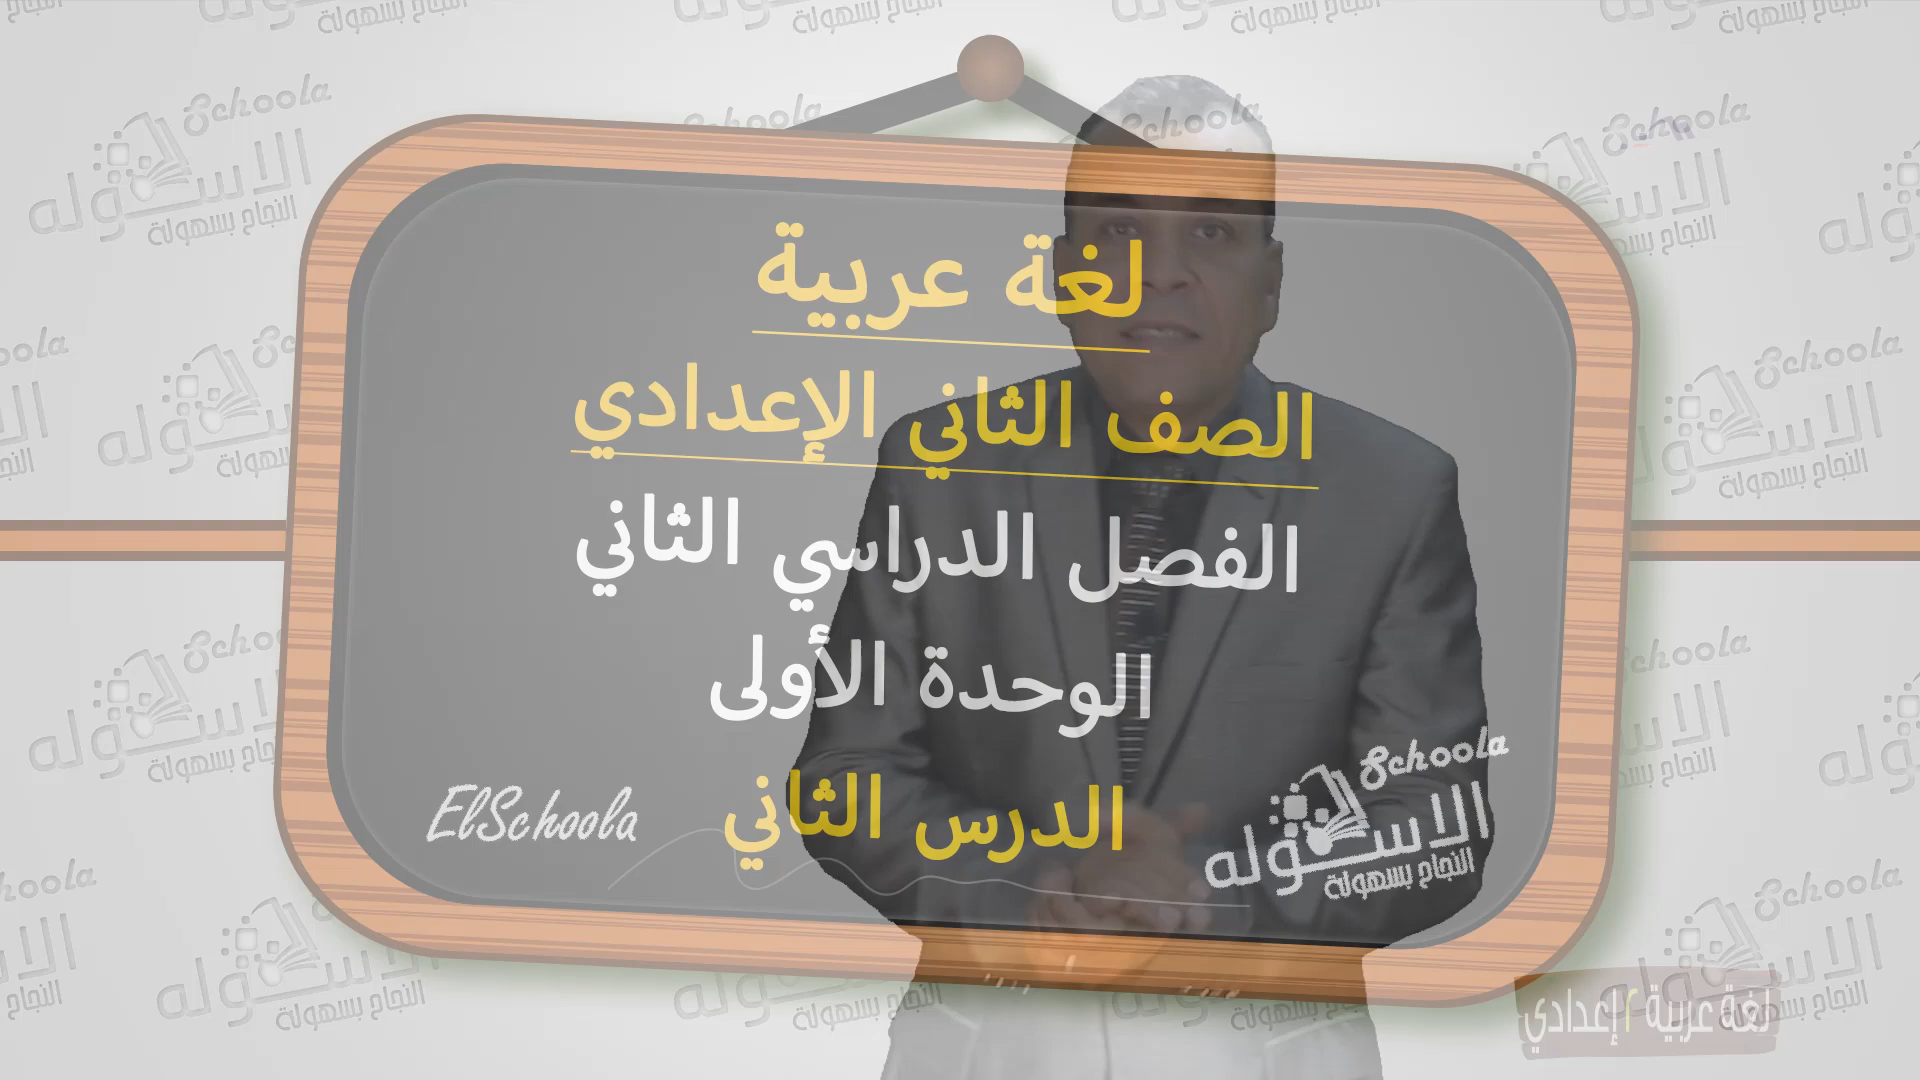 لغة عربية
الصف الثاني الإعدادي
الفصل الدراسي الثاني
الوحدة الأولى
الدرس الثاني
ElSchoola
Schoola
الاسكوله
النجاح بسهولة
لغة عربية ٢ إعدادي